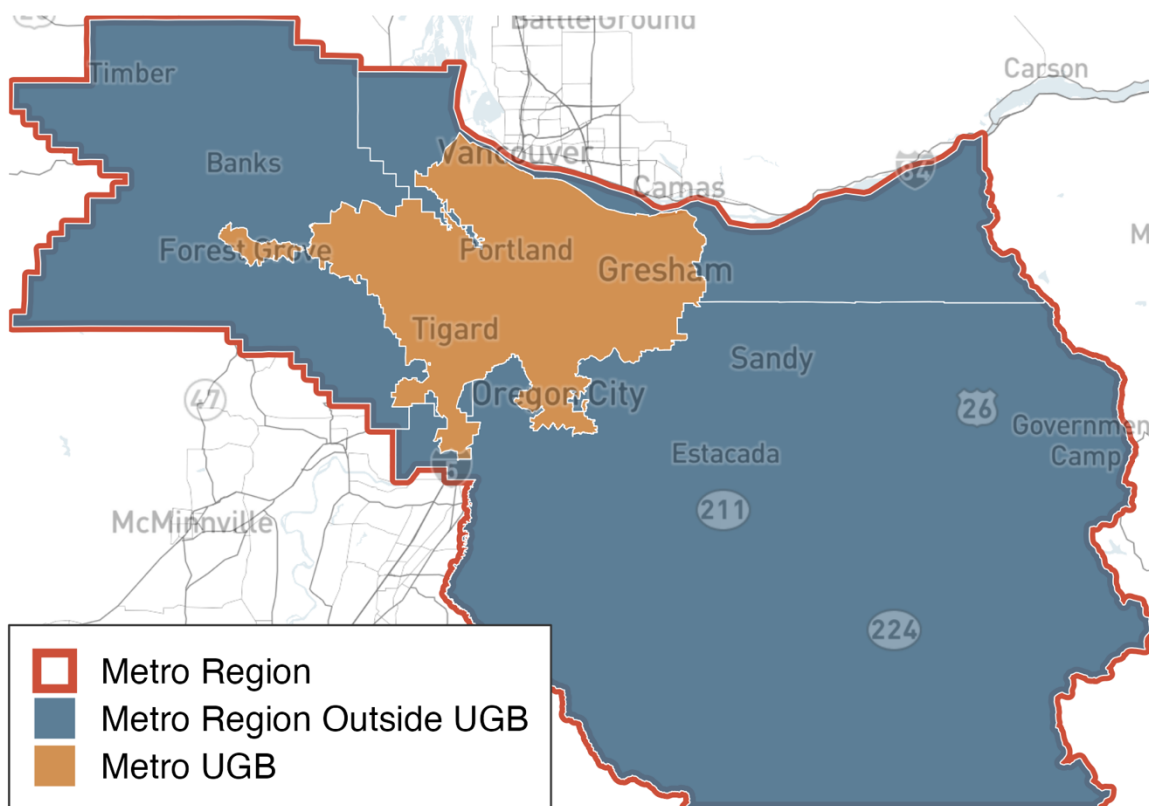 Battle Ground
Timber
Carson
Banks
Vancouver
84
Camas
Forest Grove
Portland
Gresham
Tigard
Sandy
47
Oregon City
26
Government
Camp
Estacada
5
211
McMinnville
224
Metro Region
Metro Region Outside UGB
Metro UGB